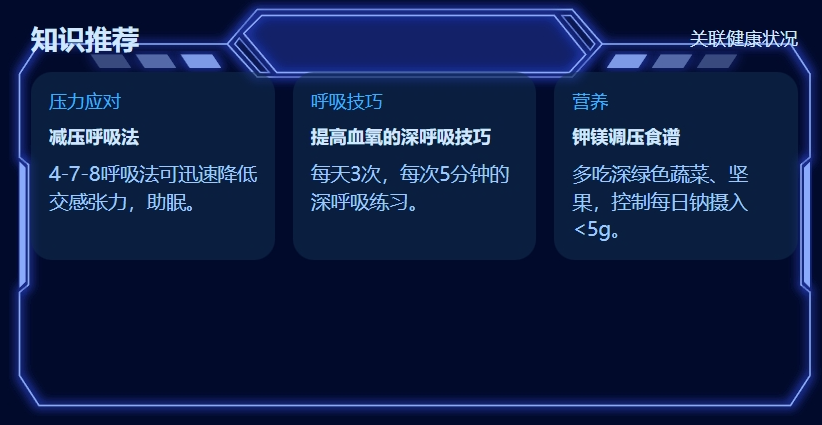 知识推荐
关联健康状况
压力应对
减压呼吸法
4-7-8呼吸法可迅速降低
交感张力，助眠。
呼吸技巧
提高血氧的深呼吸技巧
每天3次，每次5分钟的
深呼吸练习。
营养
钾镁调压食谱
多吃深绿色蔬菜、坚
果，控制每日钠摄入
<5g。